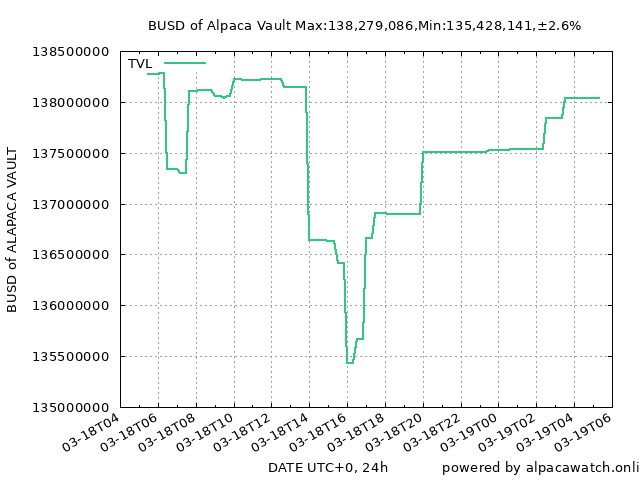 BUSD of Alpaca Vault Max:138,279,086,Min:135,428,141,±2.6%
138500000
TVL
138000000
137500000
137000000
136500000
136000000
135500000
135000000
BUSD of ALAPACA VAULT
03-18T04
03-18T06
03-18T08
03-18T10
03-18T12
03-18T14
03-18T16
03-18T18
03-18T20
03-18T22
03-19T00
03-19T02
03-19T04
03-19T06
DATE UTC+0, 24h
powered by alpacawatch.onli